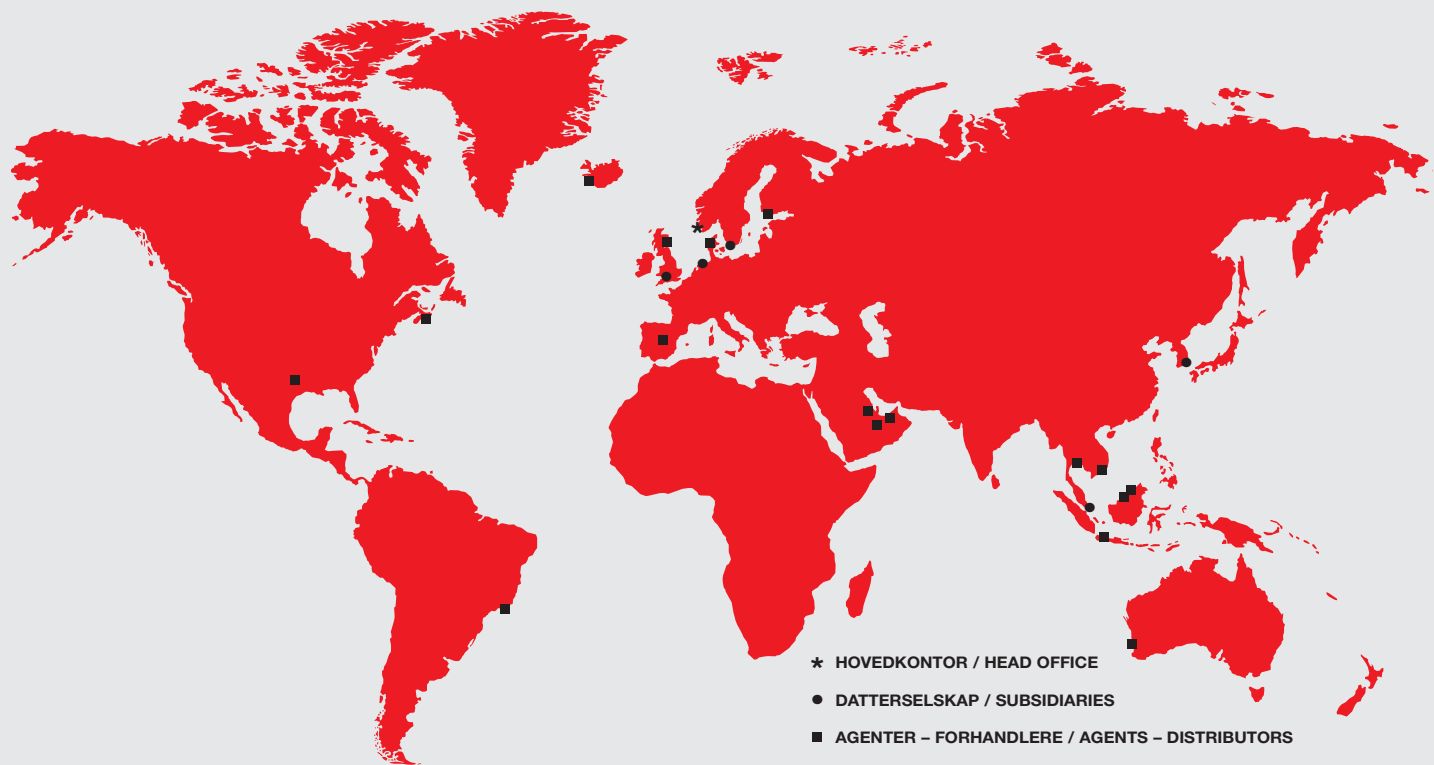 * HOVEDKONTOR / HEAD OFFICE
● DATTERSELSKAP / SUBSIDIARIES
■ AGENTER – FORHANDLERE / AGENTS – DISTRIBUTORS